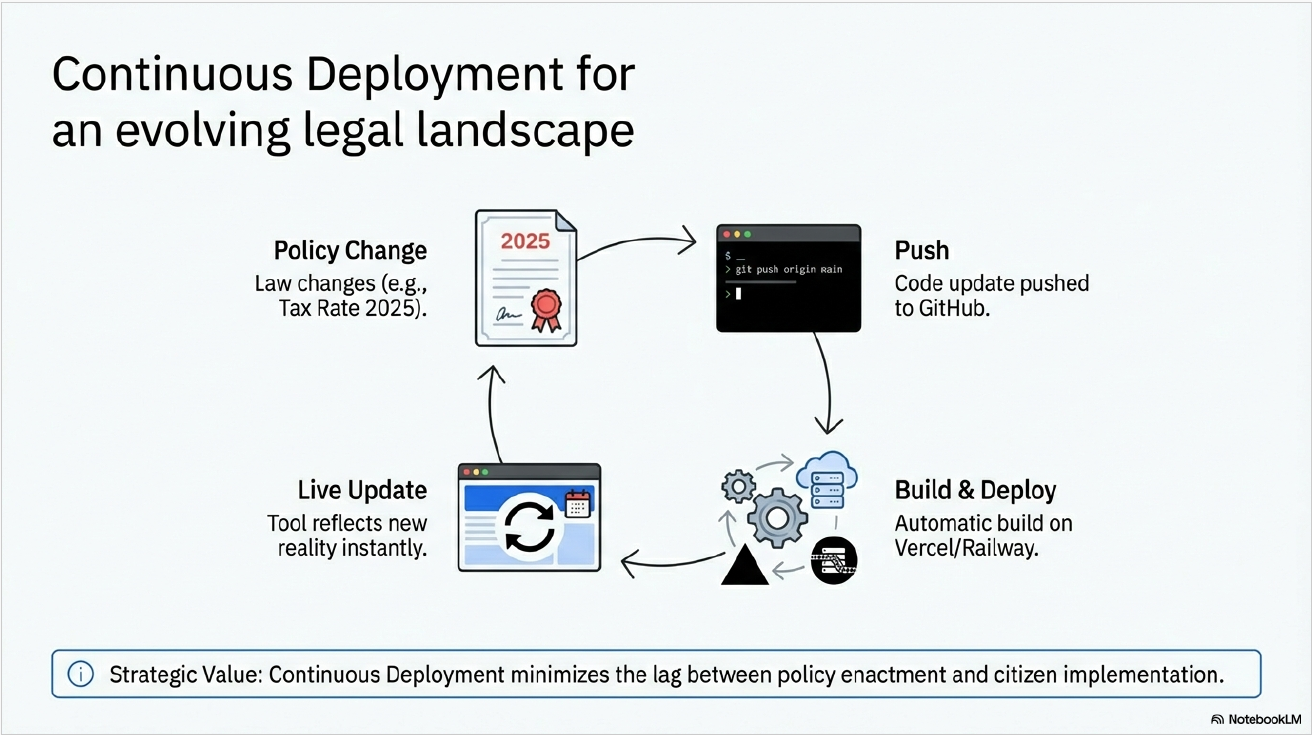 Continuous Deployment for
an evolving legal landscape
Policy Change
Law changes (e.g.,
Tax Rate 2025).
2025
$ _
> git push origin main
>
Push
Code update pushed
to GitHub.
Live Update
Tool reflects new
reality instantly.
Build & Deploy
Automatic build on
Vercel/Railway.
Strategic Value: Continuous Deployment minimizes the lag between policy enactment and citizen implementation.
NotebookLM